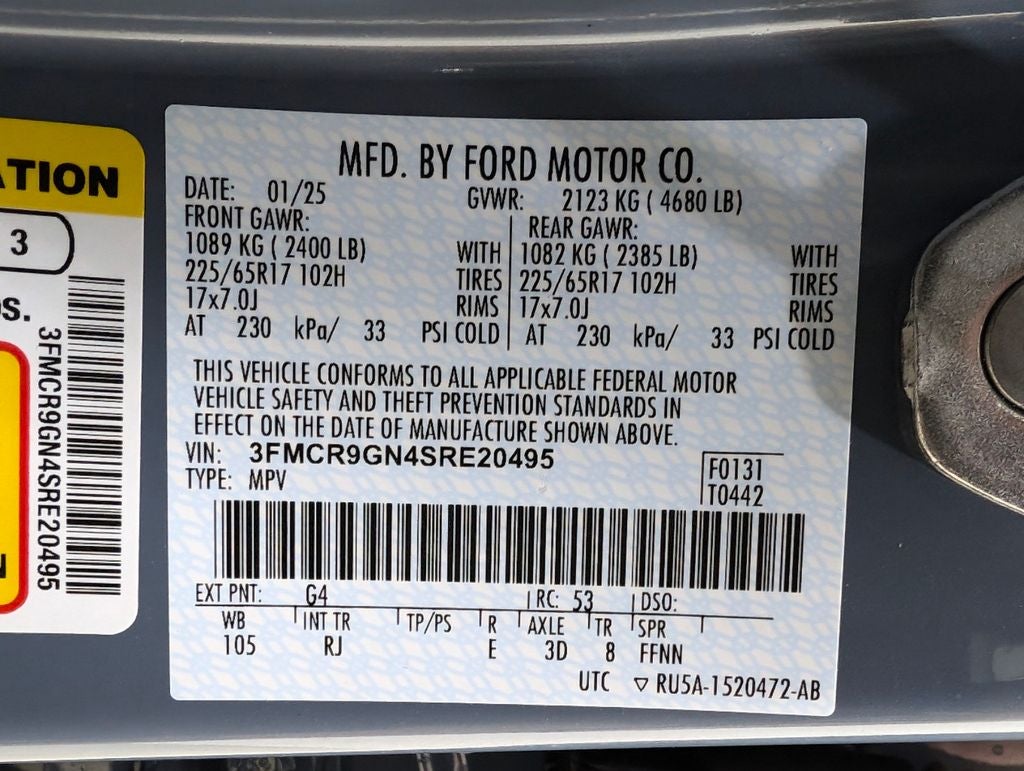 ATION
3
3FMCR9GN4SRE20495
MFD. BY FORD MOTOR CO.
DATE: 01/25 GVWR: 2123 KG ( 4680 LB)
FRONT GAWR: REAR GAWR:
1089 KG ( 2400 LB) WITH 1082 KG ( 2385 LB) WITH
225/65R17 102H TIRES 225/65R17 102H TIRES
17x7.0J RIMS 17x7.0J RIMS
AT 230 kPa/ 33 PSI COLD AT 230 kPa/ 33 PSI COLD
THIS VEHICLE CONFORMS TO ALL APPLICABLE FEDERAL MOTOR
VEHICLE SAFETY AND THEFT PREVENTION STANDARDS IN
EFFECT ON THE DATE OF MANUFACTURE SHOWN ABOVE.
VIN: 3FMCR9GN4SRE20495 F0131
TYPE: MPV T0442
EXT PNT: G4 RC: 53 DSO:
WB INT TR TP/PS R AXLE TR SPR
105 RJ E 3D 8 FFNN
UTC ▽ RU5A-1520472-AB